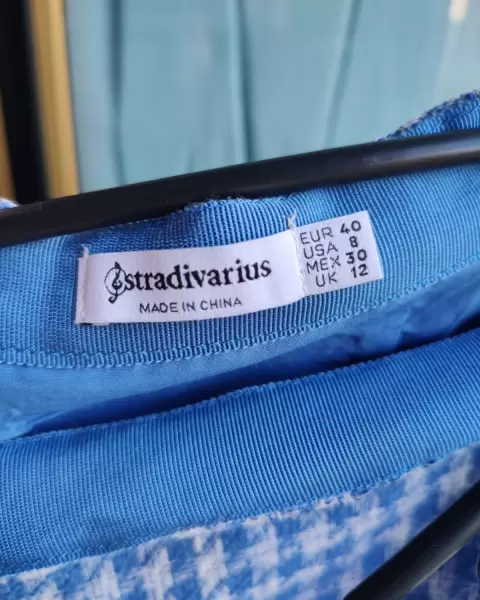 stradivarius
MADE IN CHINA
EUR 40
USA 8
MEX 30
UK 12